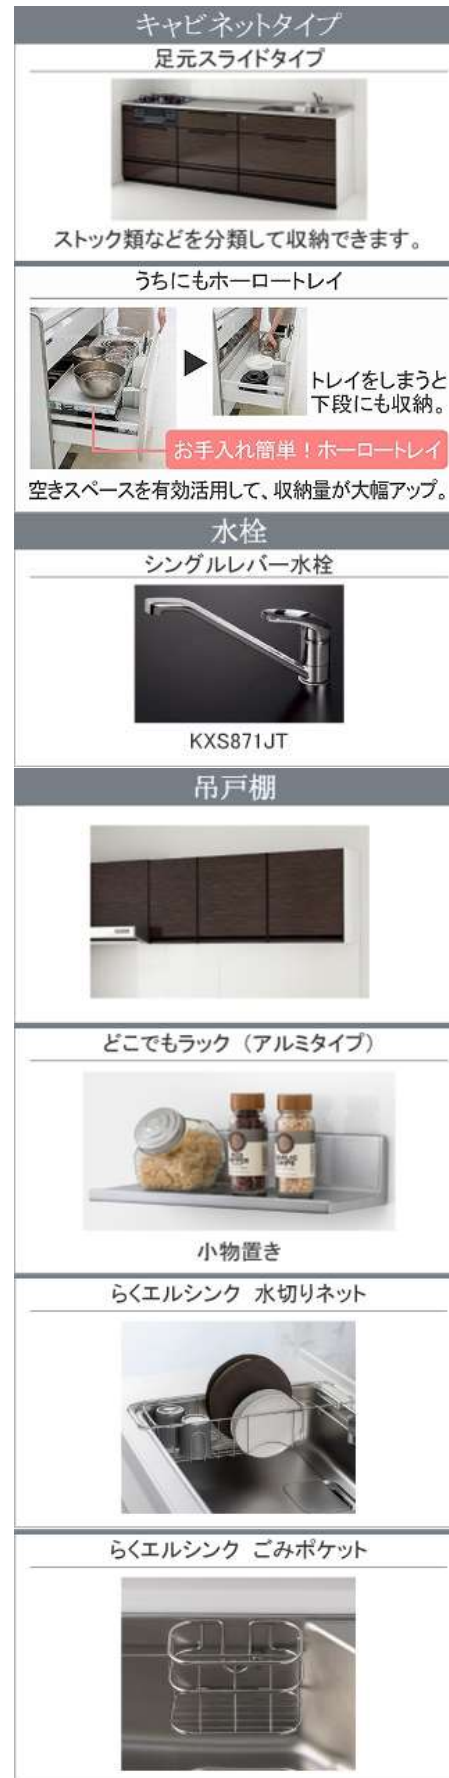 キャビネットタイプ
足元スライドタイプ
ストック類などを分類して収納できます。
うちにもホーロートレイ
トレイをしまうと
下段にも収納。
お手入れ簡単！ホーロートレイ
空きスペースを有効活用して、収納量が大幅アップ。
水栓
シングルレバー水栓
KXS871JT
吊戸棚
どこでもラック（アルミタイプ）
小物置き
らくエルシンク 水切りネット
らくエルシンク ごみポケット